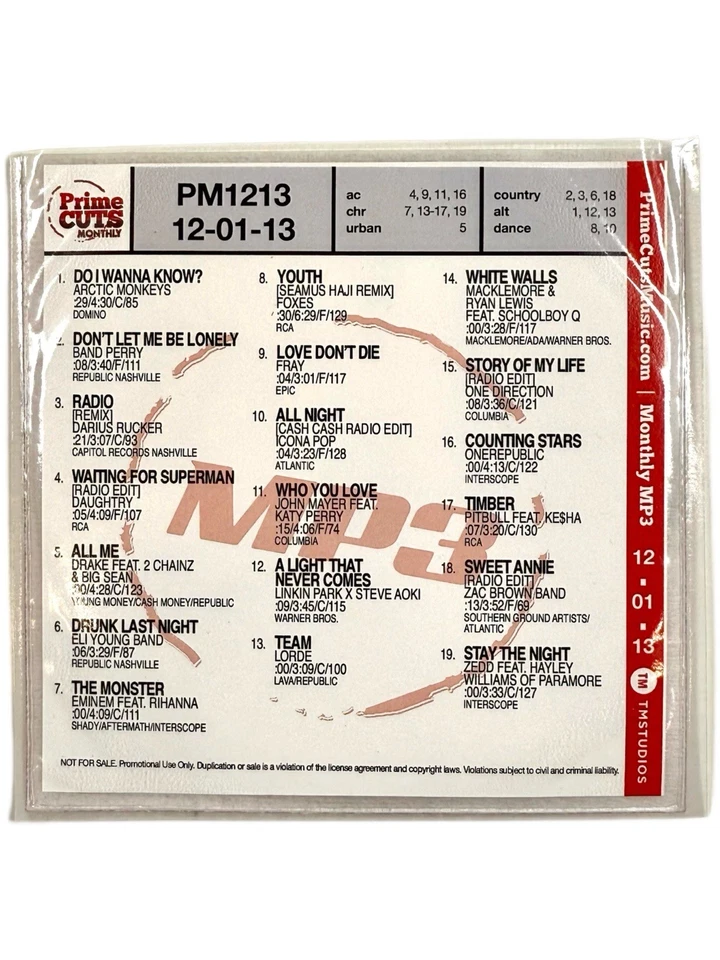 Prime
CUTS
MONTHLY
PM1213
12-01-13
ac 4, 9, 11, 16
chr 7, 13-17, 19
urban 5
country 2, 3, 6, 18
alt 1, 12, 13
dance 8, 10
1. DO I WANNA KNOW?
ARCTIC MONKEYS
:29/4:30/C/85
DOMINO
2. DON'T LET ME BE LONELY
BAND PERRY
:08/3:40/F/111
REPUBLIC NASHVILLE
3. RADIO
[REMIX]
DARIUS RUCKER
:21/3:07/C/93
CAPITOL RECORDS NASHVILLE
4. WAITING FOR SUPERMAN
[RADIO EDIT]
DAUGHTRY
:05/4:09/F/107
RCA
5. ALL ME
DRAKE FEAT. 2 CHAINZ
& BIG SEAN
:00/4:28/C/123
YOUNG MONEY/CASH MONEY/REPUBLIC
6. DRUNK LAST NIGHT
ELI YOUNG BAND
:06/3:29/F/87
REPUBLIC NASHVILLE
7. THE MONSTER
EMINEM FEAT. RIHANNA
:00/4:09/C/111
SHADY/AFTERMATH/INTERSCOPE
8. YOUTH
[SEAMUS HAJI REMIX]
FOXES
:30/6:29/F/129
RCA
9. LOVE DON'T DIE
FRAY
:04/3:01/F/117
EPIC
10. ALL NIGHT
[CASH CASH RADIO EDIT]
ICONA POP
:04/3:23/F/128
ATLANTIC
11. WHO YOU LOVE
JOHN MAYER FEAT.
KATY PERRY
:15/4:06/F/74
COLUMBIA
12. A LIGHT THAT
NEVER COMES
LINKIN PARK X STEVE AOKI
:09/3:45/C/115
WARNER BROS.
13. TEAM
LORDE
:00/3:09/C/100
LAVA/REPUBLIC
14. WHITE WALLS
MACKLEMORE &
RYAN LEWIS
FEAT. SCHOOLBOY Q
:00/3:28/F/117
MACKLEMORE/ADA/WARNER BROS.
15. STORY OF MY LIFE
[RADIO EDIT]
ONE DIRECTION
:08/3:36/C/121
COLUMBIA
16. COUNTING STARS
ONEREPUBLIC
:00/4:13/C/122
INTERSCOPE
17. TIMBER
PITBULL FEAT. KE$HA
:07/3:20/C/130
RCA
18. SWEET ANNIE
[RADIO EDIT]
ZAC BROWN BAND
:13/3:52/F/69
SOUTHERN GROUND ARTISTS/
ATLANTIC
19. STAY THE NIGHT
ZEDD FEAT. HAYLEY
WILLIAMS OF PARAMORE
:00/3:33/C/127
INTERSCOPE
MP3
NOT FOR SALE. Promotional Use Only. Duplication or sale is a violation of the license agreement and copyright laws. Violations subject to civil and criminal liability.
PrimeCutsMusic.com | Monthly MP3 12 - 01 - 13 TM TMSTUDIOS